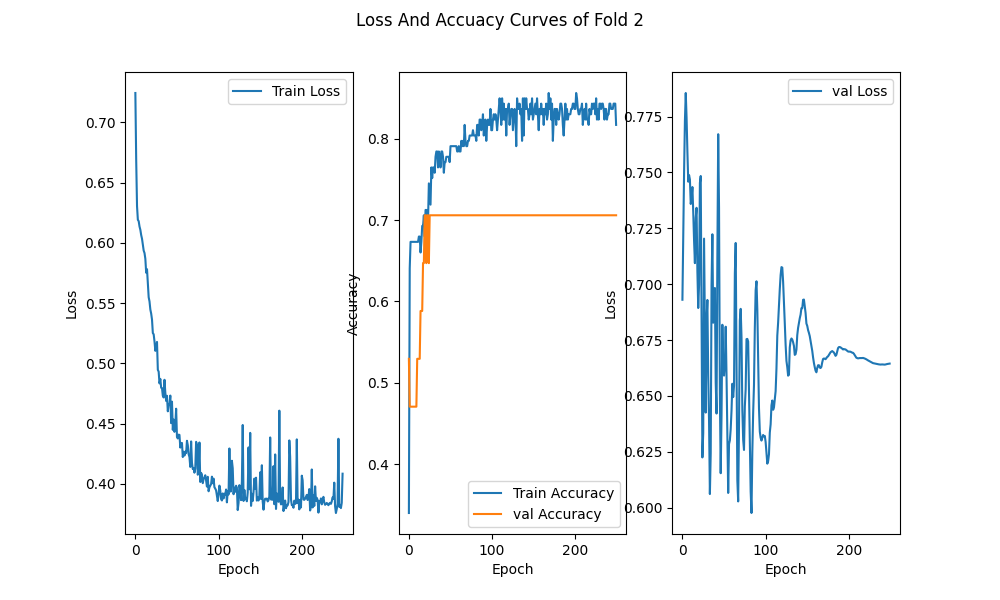 Loss And Accuacy Curves of Fold 2
Train Loss
0.70
0.65
0.60
0.55
0.50
0.45
0.40
Loss
0
100
200
Epoch
0.8
0.7
0.6
0.5
0.4
Accuracy
Train Accuracy
val Accuracy
0
100
200
Epoch
val Loss
0.775
0.750
0.725
0.700
0.675
0.650
0.625
0.600
Loss
0
100
200
Epoch